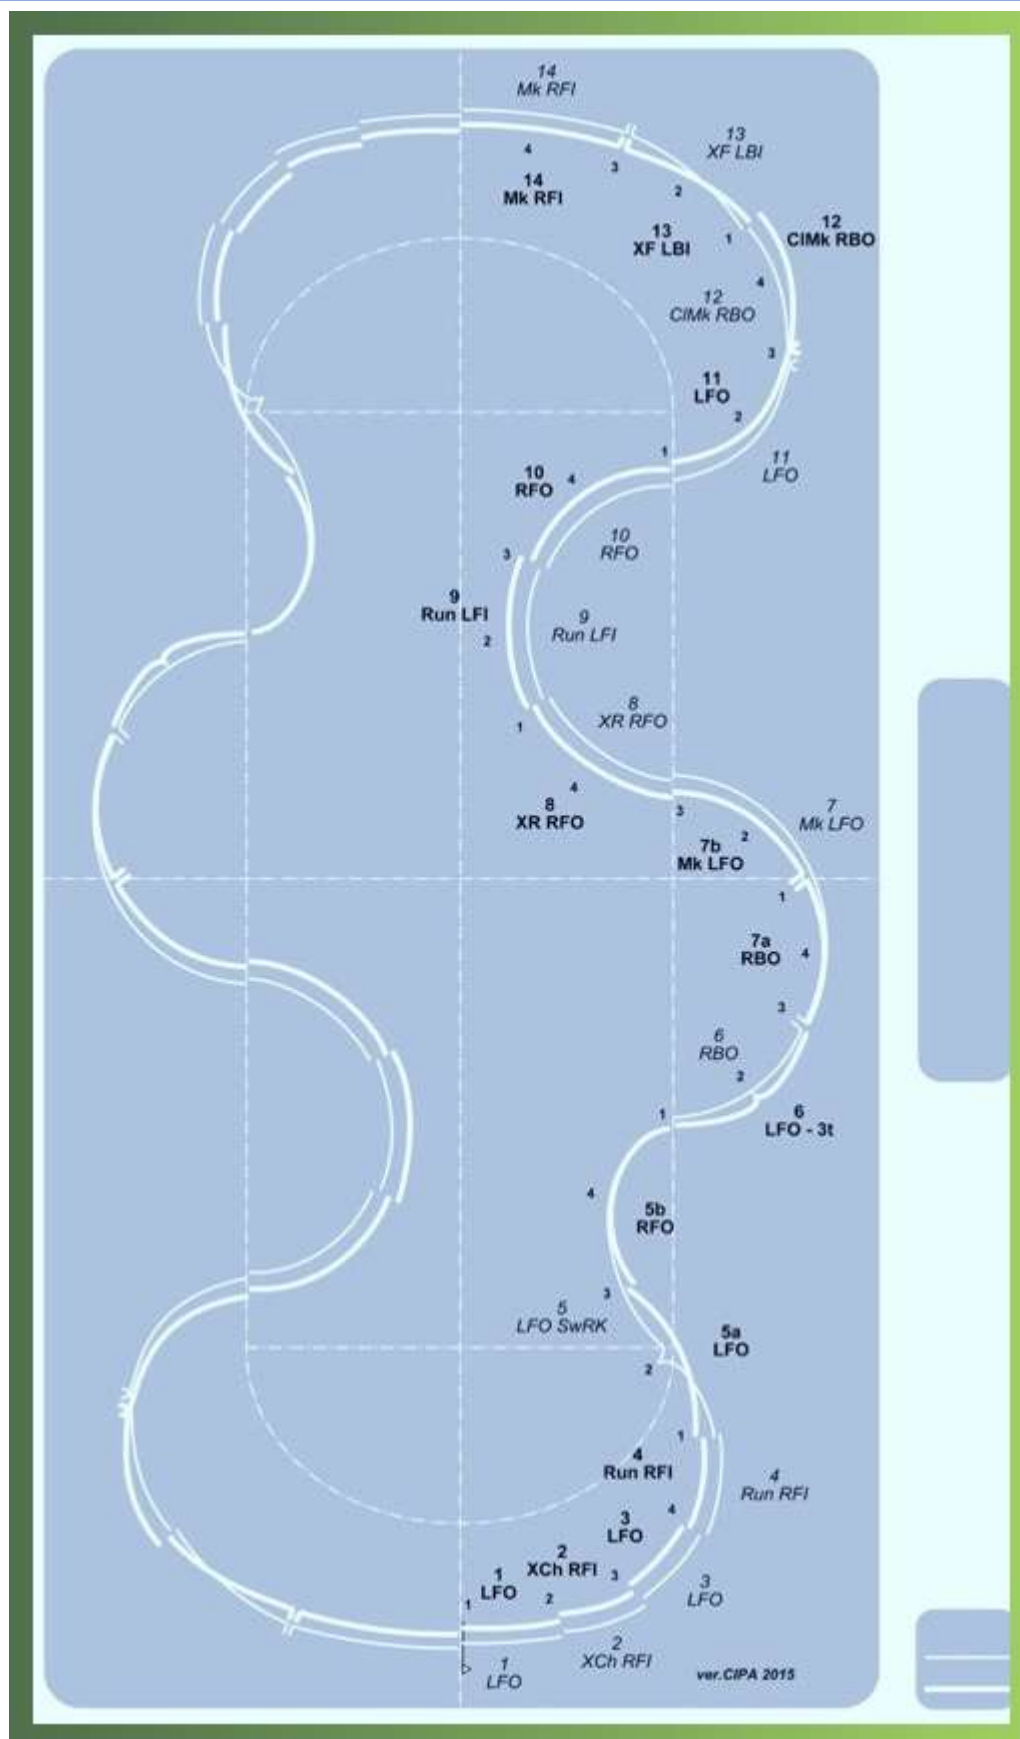 14
Mk RFI
13
XF LBI
4
3
14
Mk RFI
2
12
ClMk RBO
13
XF LBI
1
4
12
ClMk RBO
3
11
LFO
2
1
11
LFO
10
RFO
4
10
RFO
3
9
Run LFI
9
Run LFI
2
8
XR RFO
1
4
8
XR RFO
3
7
Mk LFO
2
7b
Mk LFO
1
7a
RBO
4
3
6
RBO
2
1
6
LFO - 3t
4
5b
RFO
3
5
LFO SwRK
5a
LFO
2
1
4
Run RFI
4
Run RFI
4
3
LFO
2
XCh RFI
3
1
LFO
2
1
3
LFO
2
XCh RFI
1
LFO
ver.CIPA 2015